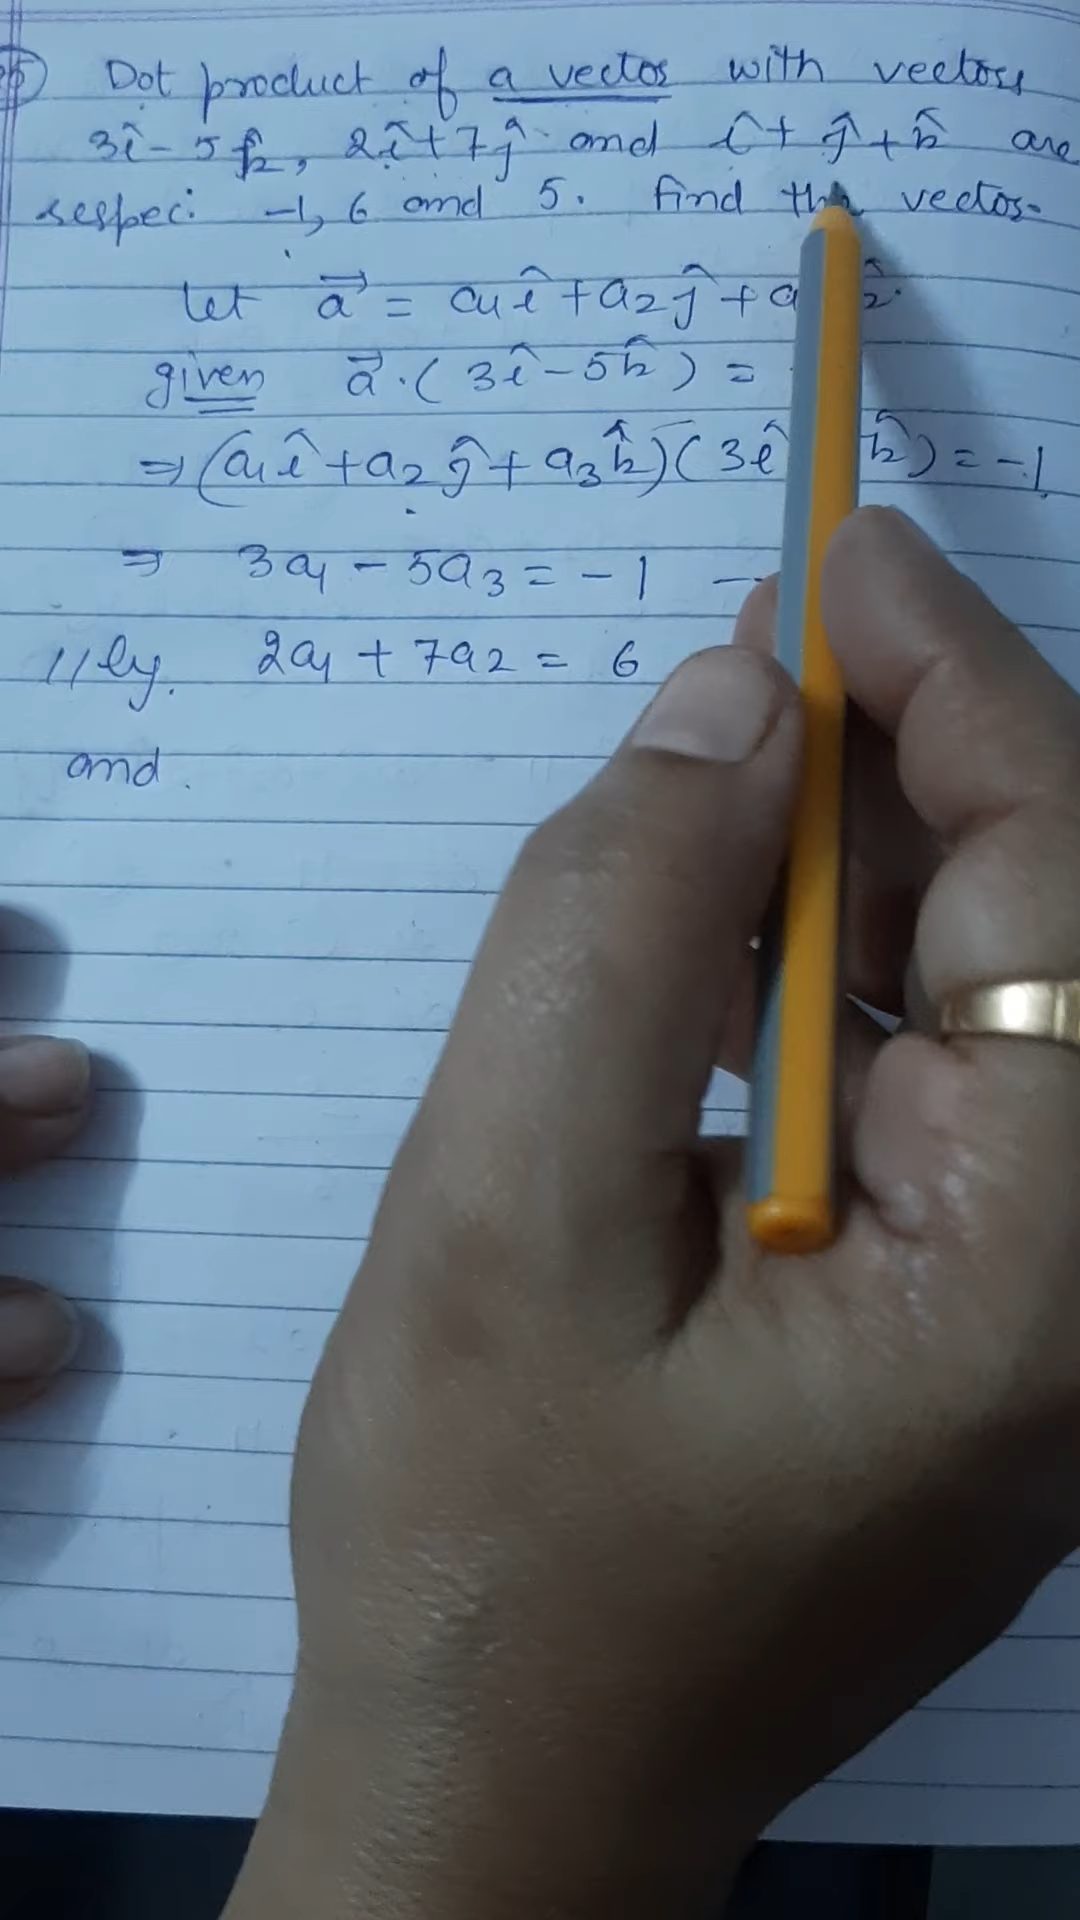 Dot product of a vector with vectors
3î - 5k̂, 2î + 7ĵ and î + ĵ + k̂ are
respec. -1, 6 and 5. find the vector.
let a⃗ = a₁î + a₂ĵ + a
given a⃗.(3î - 5k̂) =
⇒ (a₁î + a₂ĵ + a₃k̂)(3î k̂) = -1
⇒ 3a₁ - 5a₃ = -1 —
//ly. 2a₁ + 7a₂ = 6
and.